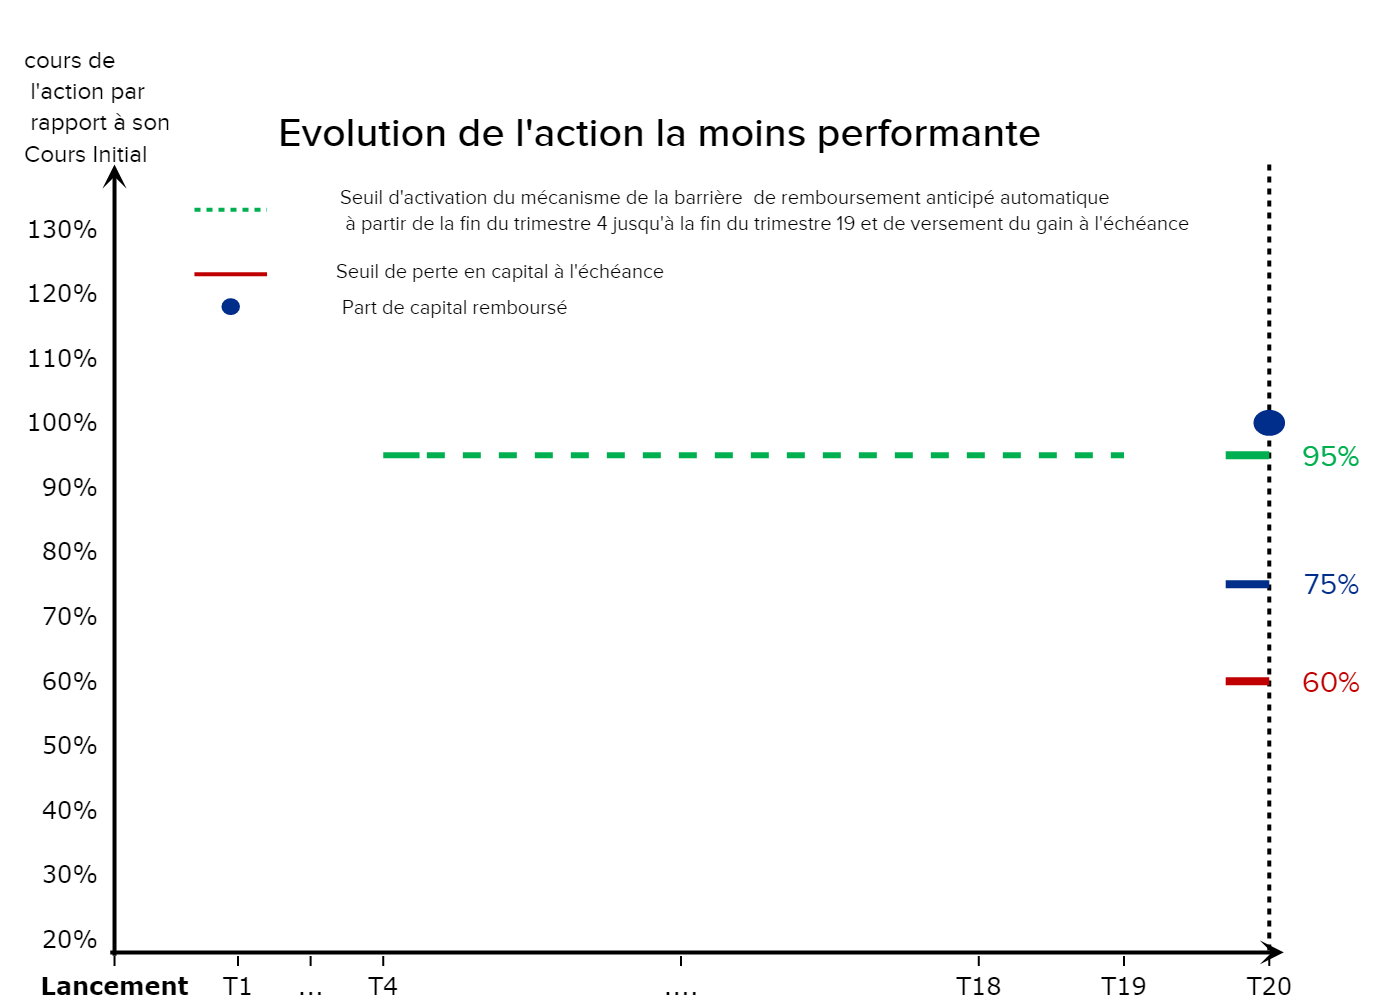 cours de
l'action par
rapport à son
Cours Initial
Evolution de l'action la moins performante
Seuil d'activation du mécanisme de la barrière de remboursement anticipé automatique
à partir de la fin du trimestre 4 jusqu'à la fin du trimestre 19 et de versement du gain à l'échéance
Seuil de perte en capital à l'échéance
Part de capital remboursé
130%
120%
110%
100%
90%
80%
70%
60%
50%
40%
30%
20%
95%
75%
60%
Lancement T1 ... T4 .... T18 T19 T20